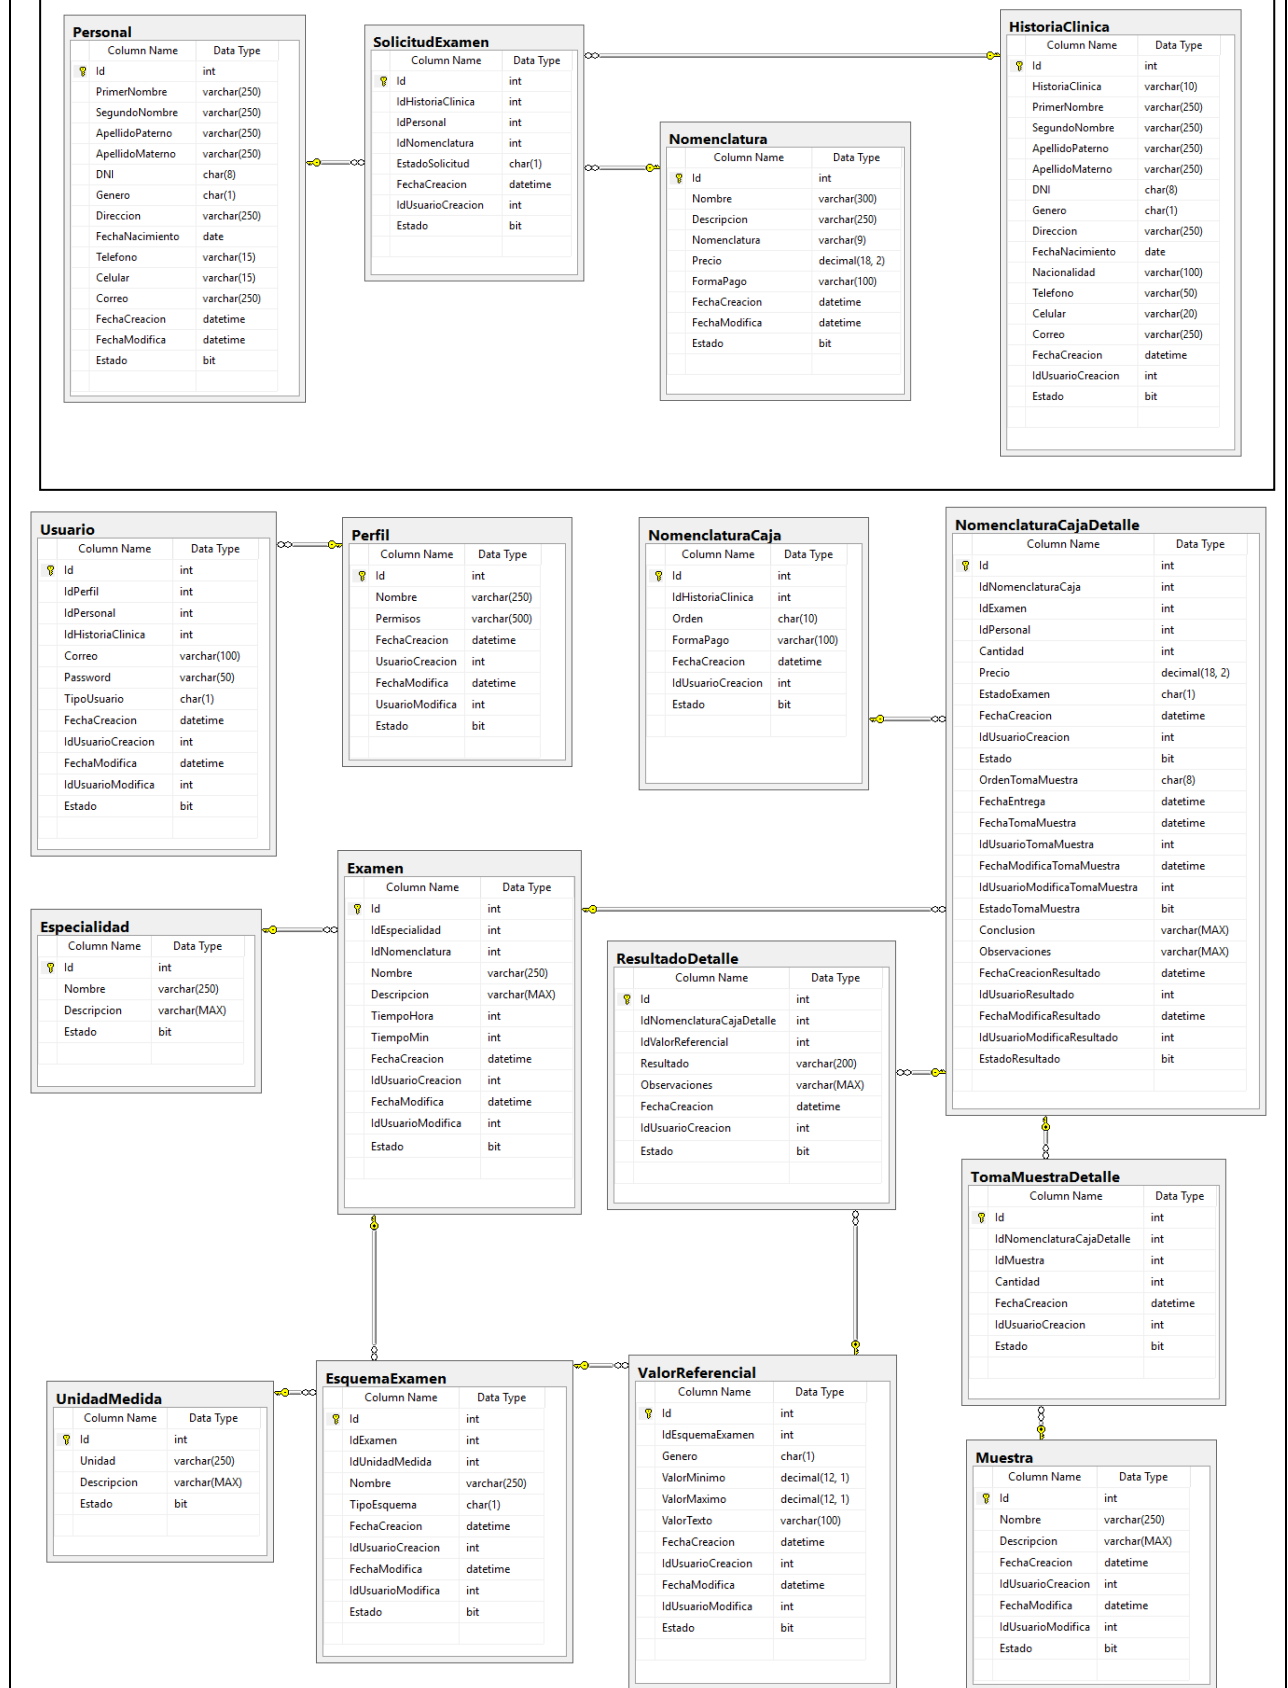 Personal
Column Name Data Type
Id int
PrimerNombre varchar(250)
SegundoNombre varchar(250)
ApellidoPaterno varchar(250)
ApellidoMaterno varchar(250)
DNI char(8)
Genero char(1)
Direccion varchar(250)
FechaNacimiento date
Telefono varchar(15)
Celular varchar(15)
Correo varchar(250)
FechaCreacion datetime
FechaModifica datetime
Estado bit
SolicitudExamen
Column Name Data Type
Id int
IdHistoriaClinica int
IdPersonal int
IdNomenclatura int
EstadoSolicitud char(1)
FechaCreacion datetime
IdUsuarioCreacion int
Estado bit
Nomenclatura
Column Name Data Type
Id int
Nombre varchar(300)
Descripcion varchar(250)
Nomenclatura varchar(9)
Precio decimal(18, 2)
FormaPago varchar(100)
FechaCreacion datetime
FechaModifica datetime
Estado bit
HistoriaClinica
Column Name Data Type
Id int
HistoriaClinica varchar(10)
PrimerNombre varchar(250)
SegundoNombre varchar(250)
ApellidoPaterno varchar(250)
ApellidoMaterno varchar(250)
DNI char(8)
Genero char(1)
Direccion varchar(250)
FechaNacimiento date
Nacionalidad varchar(100)
Telefono varchar(50)
Celular varchar(20)
Correo varchar(250)
FechaCreacion datetime
IdUsuarioCreacion int
Estado bit
Usuario
Column Name Data Type
Id int
IdPerfil int
IdPersonal int
IdHistoriaClinica int
Correo varchar(100)
Password varchar(50)
TipoUsuario char(1)
FechaCreacion datetime
IdUsuarioCreacion int
FechaModifica datetime
IdUsuarioModifica int
Estado bit
Perfil
Column Name Data Type
Id int
Nombre varchar(250)
Permisos varchar(500)
FechaCreacion datetime
UsuarioCreacion int
FechaModifica datetime
UsuarioModifica int
Estado bit
NomenclaturaCaja
Column Name Data Type
Id int
IdHistoriaClinica int
Orden char(10)
FormaPago varchar(100)
FechaCreacion datetime
IdUsuarioCreacion int
Estado bit
NomenclaturaCajaDetalle
Column Name Data Type
Id int
IdNomenclaturaCaja int
IdExamen int
IdPersonal int
Cantidad int
Precio decimal(18, 2)
EstadoExamen char(1)
FechaCreacion datetime
IdUsuarioCreacion int
Estado bit
OrdenTomaMuestra char(8)
FechaEntrega datetime
FechaTomaMuestra datetime
IdUsuarioTomaMuestra int
FechaModificaTomaMuestra datetime
IdUsuarioModificaTomaMuestra int
EstadoTomaMuestra bit
Conclusion varchar(MAX)
Observaciones varchar(MAX)
FechaCreacionResultado datetime
IdUsuarioResultado int
FechaModificaResultado datetime
IdUsuarioModificaResultado int
EstadoResultado bit
Especialidad
Column Name Data Type
Id int
Nombre varchar(250)
Descripcion varchar(MAX)
Estado bit
Examen
Column Name Data Type
Id int
IdEspecialidad int
IdNomenclatura int
Nombre varchar(250)
Descripcion varchar(MAX)
TiempoHora int
TiempoMin int
FechaCreacion datetime
IdUsuarioCreacion int
FechaModifica datetime
IdUsuarioModifica int
Estado bit
ResultadoDetalle
Column Name Data Type
Id int
IdNomenclaturaCajaDetalle int
IdValorReferencial int
Resultado varchar(200)
Observaciones varchar(MAX)
FechaCreacion datetime
IdUsuarioCreacion int
Estado bit
TomaMuestraDetalle
Column Name Data Type
Id int
IdNomenclaturaCajaDetalle int
IdMuestra int
Cantidad int
FechaCreacion datetime
IdUsuarioCreacion int
Estado bit
UnidadMedida
Column Name Data Type
Id int
Unidad varchar(250)
Descripcion varchar(MAX)
Estado bit
EsquemaExamen
Column Name Data Type
Id int
IdExamen int
IdUnidadMedida int
Nombre varchar(250)
TipoEsquema char(1)
FechaCreacion datetime
IdUsuarioCreacion int
FechaModifica datetime
IdUsuarioModifica int
Estado bit
ValorReferencial
Column Name Data Type
Id int
IdEsquemaExamen int
Genero char(1)
ValorMinimo decimal(12, 1)
ValorMaximo decimal(12, 1)
ValorTexto varchar(100)
FechaCreacion datetime
IdUsuarioCreacion int
FechaModifica datetime
IdUsuarioModifica int
Estado bit
Muestra
Column Name Data Type
Id int
Nombre varchar(250)
Descripcion varchar(MAX)
FechaCreacion datetime
IdUsuarioCreacion int
FechaModifica datetime
IdUsuarioModifica int
Estado bit